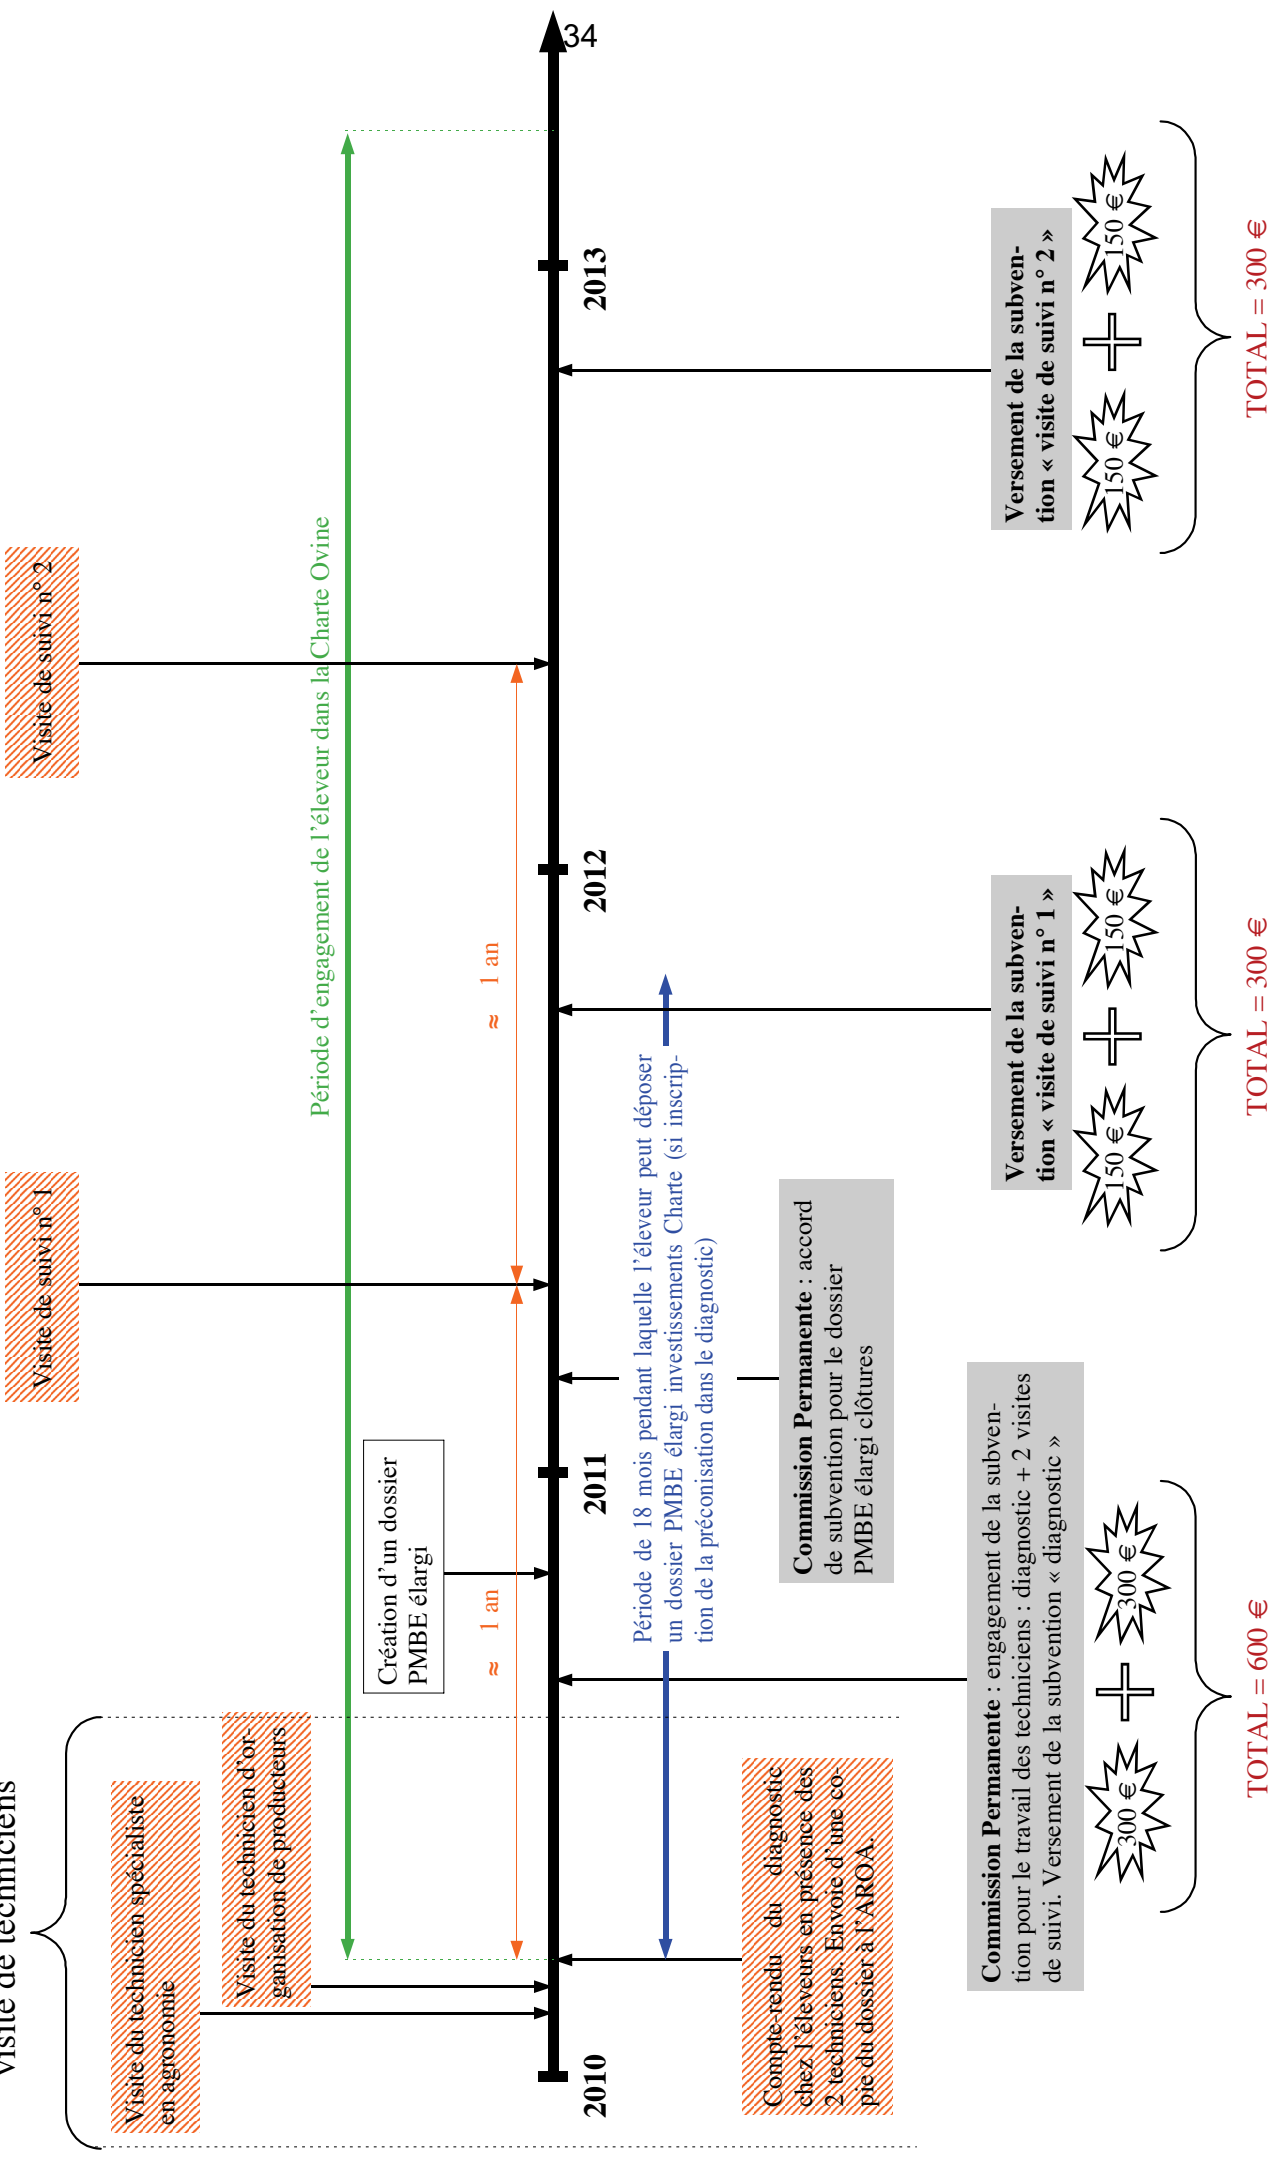 Visite de techniciens
Visite du technicien spécialiste
en agronomie
Visite du technicien d'or-
ganisation de producteurs
Visite de suivi n° 1
Visite de suivi n° 2
Période d'engagement de l'éleveur dans la Charte Ovine
Création d'un dossier
PMBE élargi
≈ 1 an
≈ 1 an
2010
2011
2012
2013
34
Période de 18 mois pendant laquelle l'éleveur peut déposer
un dossier PMBE élargi investissements Charte (si inscrip-
tion de la préconisation dans le diagnostic)
Compte-rendu du diagnostic
chez l'éleveurs en présence des
2 techniciens. Envoie d'une co-
pie du dossier à l'AROA.
Commission Permanente : accord
de subvention pour le dossier
PMBE élargi clôtures
Commission Permanente : engagement de la subven-
tion pour le travail des techniciens : diagnostic + 2 visites
de suivi. Versement de la subvention « diagnostic »
300 €
300 €
TOTAL = 600 €
Versement de la subven-
tion « visite de suivi n° 1 »
150 €
150 €
TOTAL = 300 €
Versement de la subven-
tion « visite de suivi n° 2 »
150 €
150 €
TOTAL = 300 €